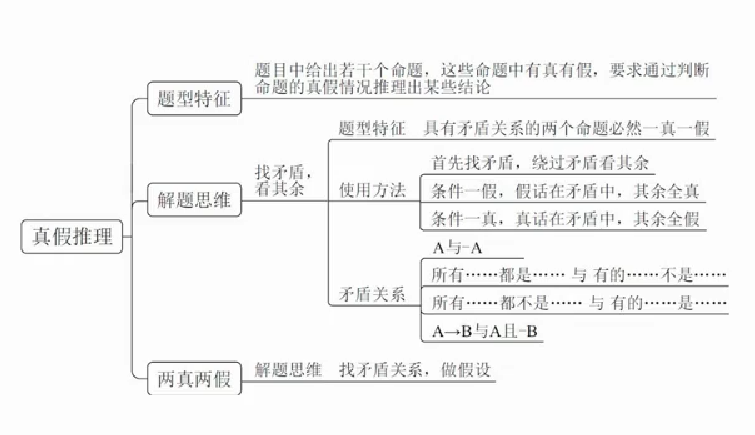 真假推理
题型特征
题目中给出若干个命题，这些命题中有真有假，要求通过判断
命题的真假情况推理出某些结论
解题思维
找矛盾，
看其余
题型特征 具有矛盾关系的两个命题必然一真一假
使用方法
首先找矛盾，绕过矛盾看其余
条件一假，假话在矛盾中，其余全真
条件一真，真话在矛盾中，其余全假
矛盾关系
A与-A
所有……都是…… 与 有的……不是……
所有……都不是…… 与 有的……是……
A→B与A且-B
两真两假
解题思维 找矛盾关系，做假设